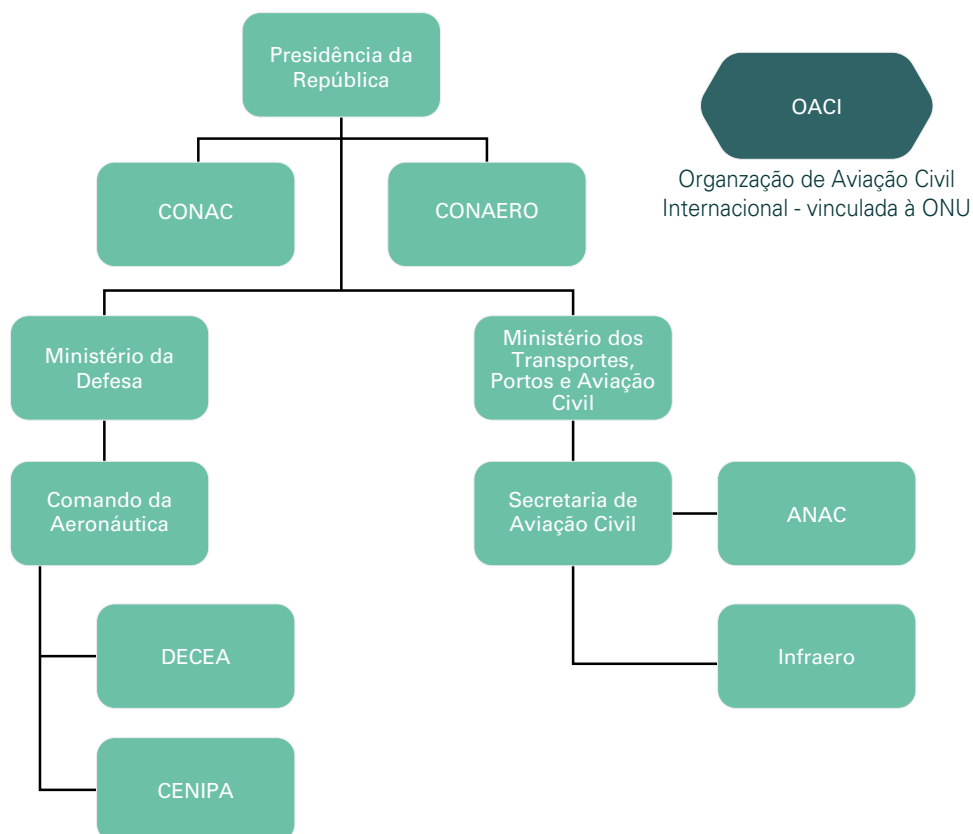 Presidência da
República
OACI
Organzação de Aviação Civil
Internacional - vinculada à ONU
CONAC
CONAERO
Ministério da
Defesa
Ministério dos
Transportes,
Portos e Aviação
Civil
Comando da
Aeronáutica
Secretaria de
Aviação Civil
ANAC
DECEA
Infraero
CENIPA